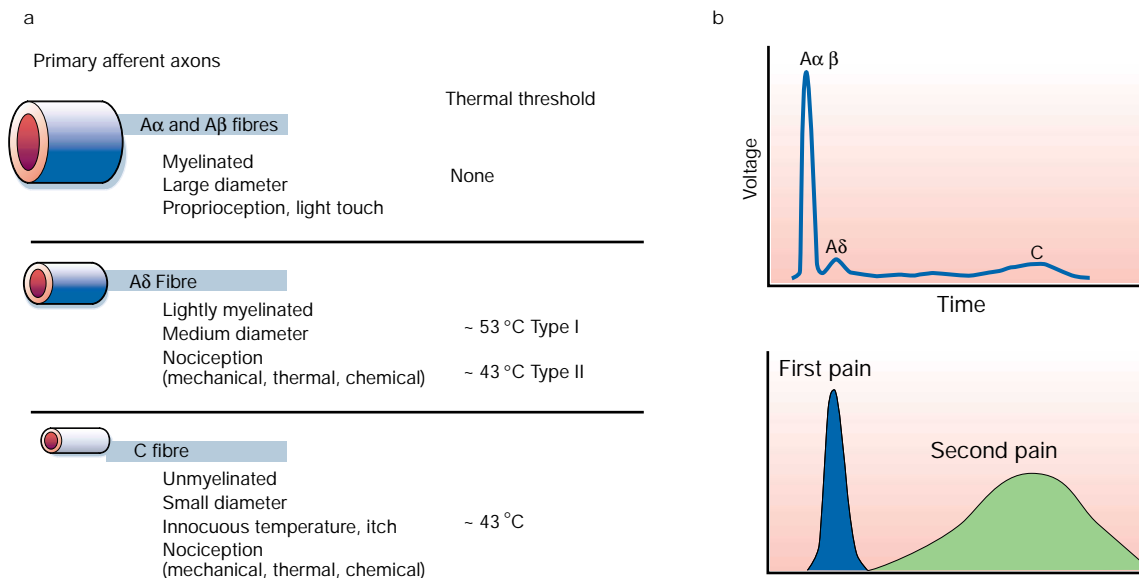 a
Primary afferent axons
Thermal threshold
Aα and Aβ fibres
Myelinated
Large diameter
Proprioception, light touch
None
Aδ Fibre
Lightly myelinated
Medium diameter
Nociception
(mechanical, thermal, chemical)
~ 53 °C Type I
~ 43 °C Type II
C fibre
Unmyelinated
Small diameter
Innocuous temperature, itch
Nociception
(mechanical, thermal, chemical)
~ 43 °C
b
Aα β
Voltage
Aδ
C
Time
First pain
Second pain